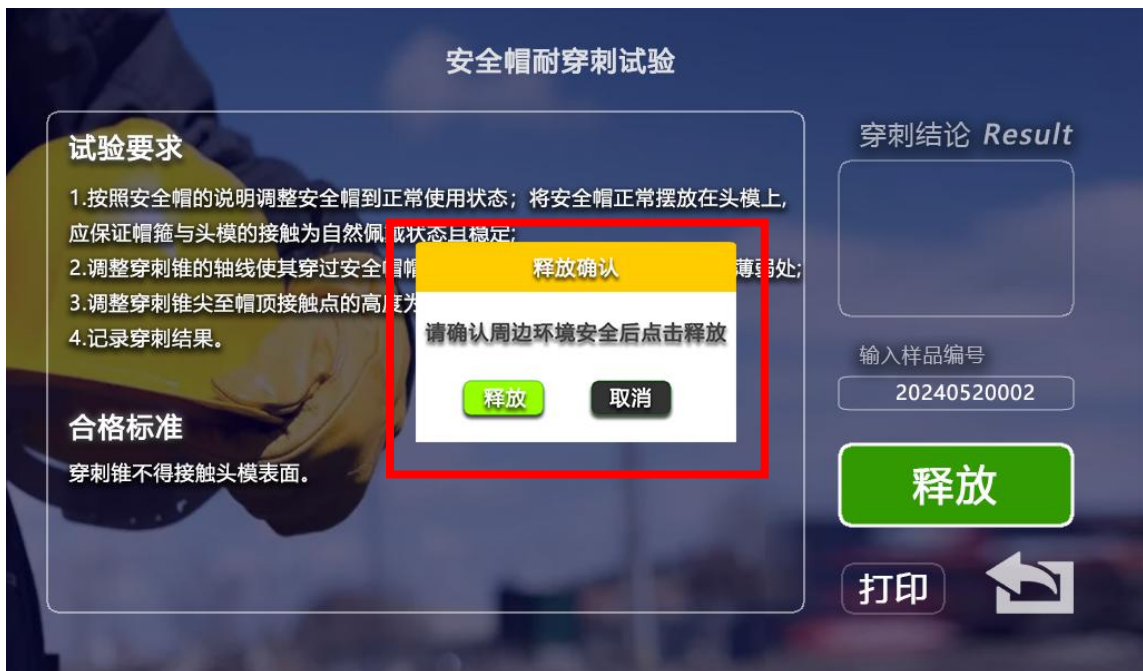 安全帽耐穿刺试验
试验要求
1.按照安全帽的说明调整安全帽到正常使用状态；将安全帽正常摆放在头模上，
应保证帽箍与头模的接触为自然佩戴状态且稳定；
2.调整穿刺锥的轴线使其穿过安全帽帽
薄弱处；
3.调整穿刺锥尖至帽顶接触点的高度为
4.记录穿刺结果。
合格标准
穿刺锥不得接触头模表面。
释放确认
请确认周边环境安全后点击释放
释放
取消
穿刺结论 Result
输入样品编号
20240520002
释放
打印